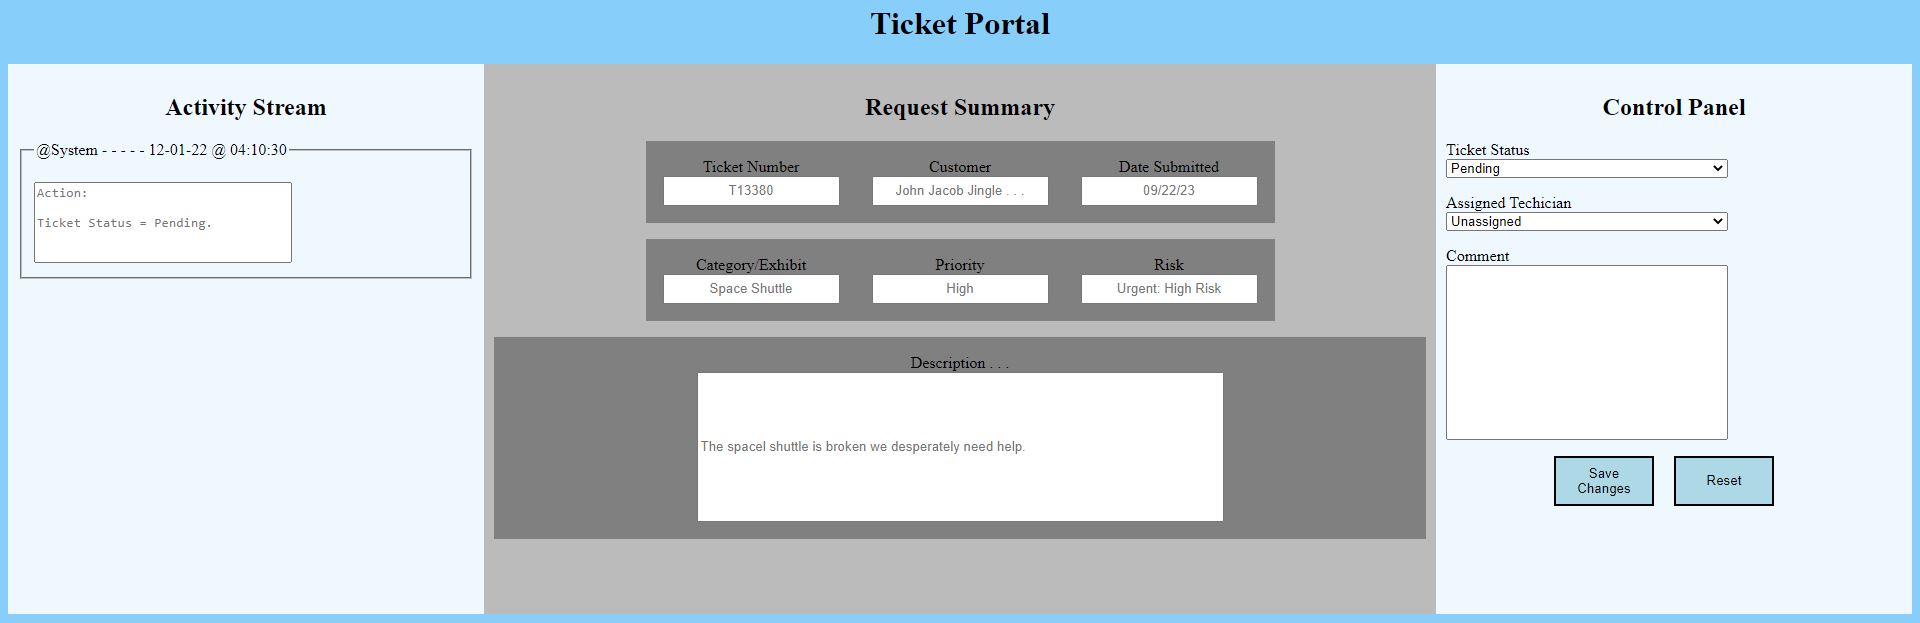 Ticket Portal
Activity Stream
@System - - - - - 12-01-22 @ 04:10:30
Action:
Ticket Status = Pending.
Request Summary
Ticket Number
Customer
Date Submitted
T13380
John Jacob Jingle . . .
09/22/23
Category/Exhibit
Priority
Risk
Space Shuttle
High
Urgent: High Risk
Description . . .
The spacel shuttle is broken we desperately need help.
Control Panel
Ticket Status
Pending
Assigned Techician
Unassigned
Comment
Save
Changes
Reset